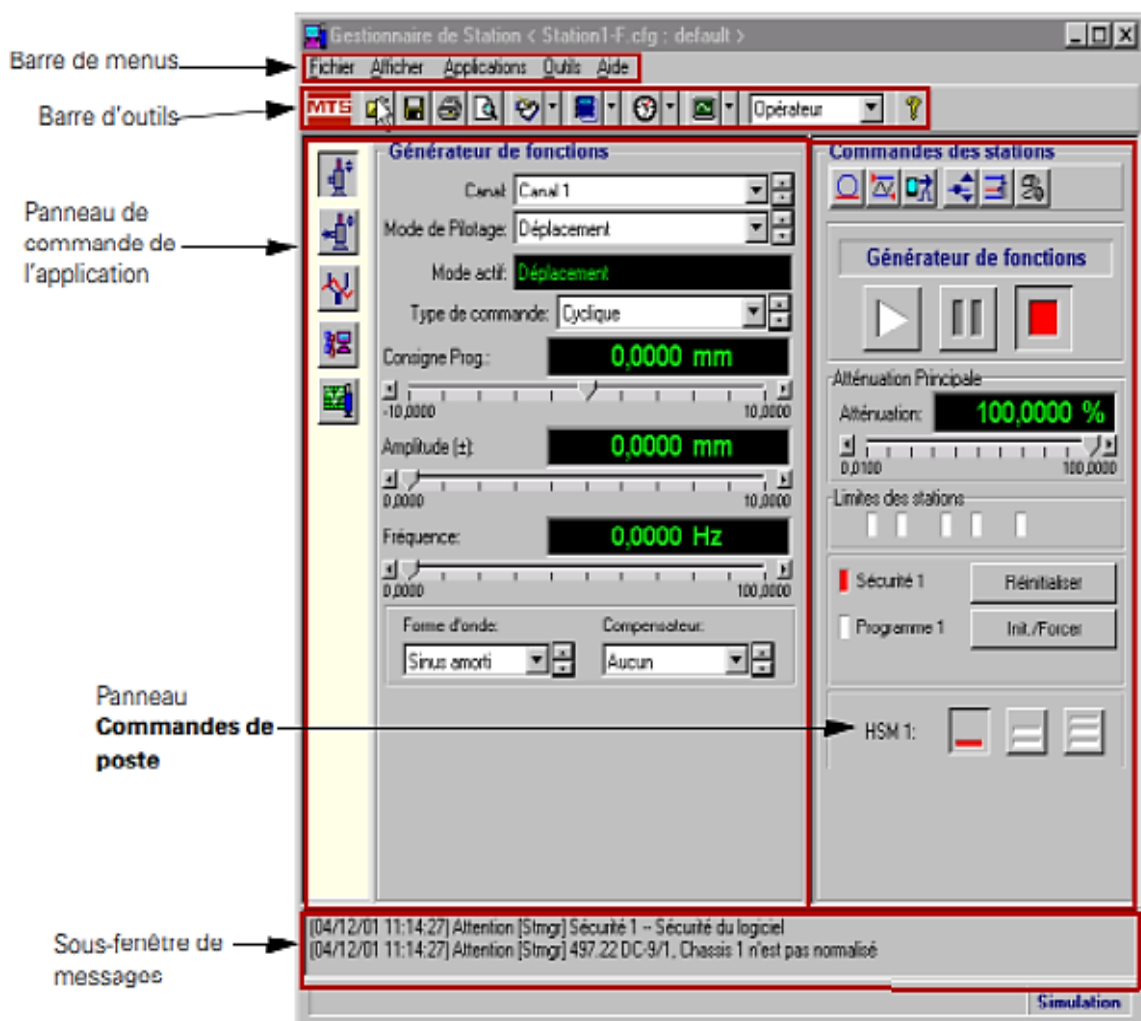 Gestionnaire de Station < Station1-F.cfg : default >
Barre de menus
Fichier Afficher Applications Outils Aide
Barre d'outils
MTS
Opérateur
Panneau de
commande de
l'application
Générateur de fonctions
Canal: Canal 1
Mode de Pilotage: Déplacement
Mode actif: Déplacement
Type de commande: Cyclique
Consigne Prog.: 0,0000 mm
-10,0000 10,0000
Amplitude (±): 0,0000 mm
0,0000 10,0000
Fréquence: 0,0000 Hz
0,0000 100,0000
Forme d'onde: Compensateur:
Sinus amorti Aucun
Commandes des stations
Générateur de fonctions
Atténuation Principale
Atténuation: 100,0000 %
0,0100 100,0000
Limites des stations
Sécurité 1 Réinitialiser
Programme 1 Init./Forcer
Panneau
Commandes de
poste
HSM 1:
Sous-fenêtre de
messages
[04/12/01 11:14:27] Attention [Stmgr] Sécurité 1 -- Sécurité du logiciel
[04/12/01 11:14:27] Attention [Stmgr] 497.22 DC-9/1, Chassis 1 n'est pas normalisé
Simulation